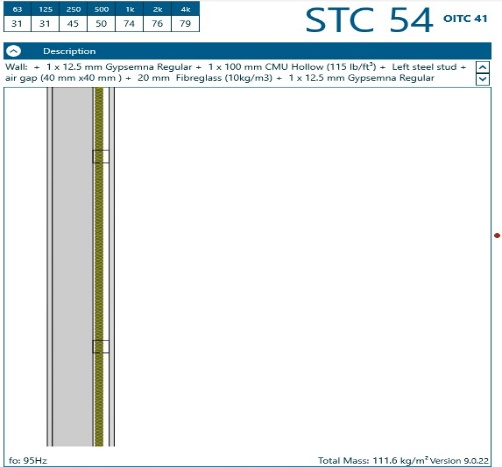 63 125 250 500 1k 2k 4k
31 31 45 50 74 76 79
STC 54 OITC 41
Description
Wall: + 1 x 12.5 mm Gypsemna Regular + 1 x 100 mm CMU Hollow (115 lb/ft³) + Left steel stud +
air gap (40 mm x40 mm ) + 20 mm Fibreglass (10kg/m3) + 1 x 12.5 mm Gypsemna Regular
fo: 95Hz
Total Mass: 111.6 kg/m² Version 9.0.22